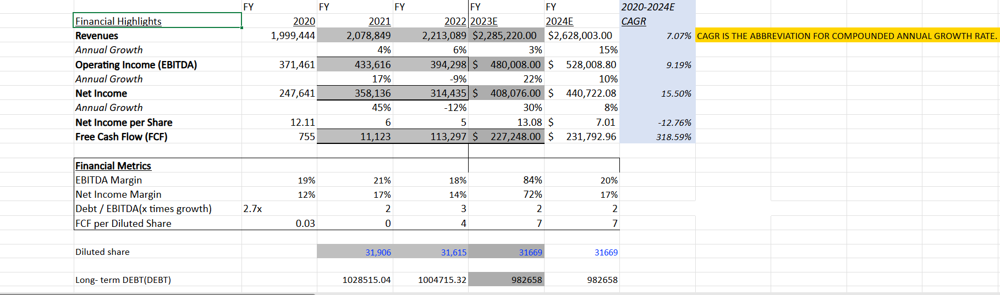 FY FY FY FY FY 2020-2024E
Financial Highlights 2020 2021 2022 2023E 2024E CAGR
Revenues 1,999,444 2,078,849 2,213,089 $2,285,220.00 $2,628,003.00 7.07% CAGR IS THE ABBREVIATION FOR COMPOUNDED ANNUAL GROWTH RATE.
Annual Growth 4% 6% 3% 15%
Operating Income (EBITDA) 371,461 433,616 394,298 $ 480,008.00 $ 528,008.80 9.19%
Annual Growth 17% -9% 22% 10%
Net Income 247,641 358,136 314,435 $ 408,076.00 $ 440,722.08 15.50%
Annual Growth 45% -12% 30% 8%
Net Income per Share 12.11 6 5 13.08 $ 7.01 -12.76%
Free Cash Flow (FCF) 755 11,123 113,297 $ 227,248.00 $ 231,792.96 318.59%
Financial Metrics
EBITDA Margin 19% 21% 18% 84% 20%
Net Income Margin 12% 17% 14% 72% 17%
Debt / EBITDA(x times growth) 2.7x 2 3 2 2
FCF per Diluted Share 0.03 0 4 7 7
Diluted share 31,906 31,615 31669 31669
Long- term DEBT(DEBT) 1028515.04 1004715.32 982658 982658